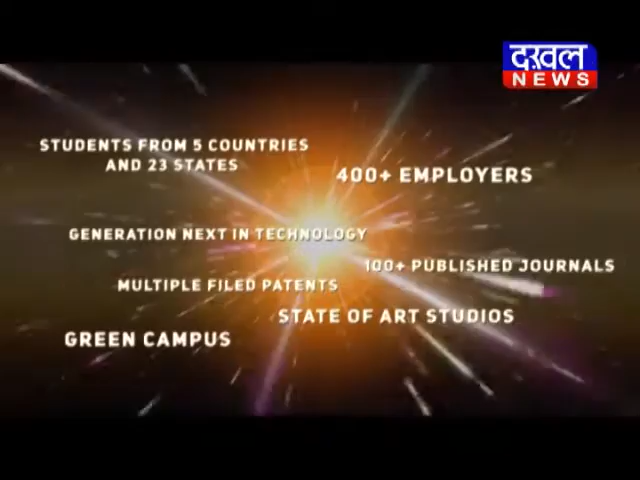 दख़ल
NEWS
STUDENTS FROM 5 COUNTRIES
AND 23 STATES
400+ EMPLOYERS
GENERATION NEXT IN TECHNOLOGY
100+ PUBLISHED JOURNALS
MULTIPLE FILED PATENTS
STATE OF ART STUDIOS
GREEN CAMPUS